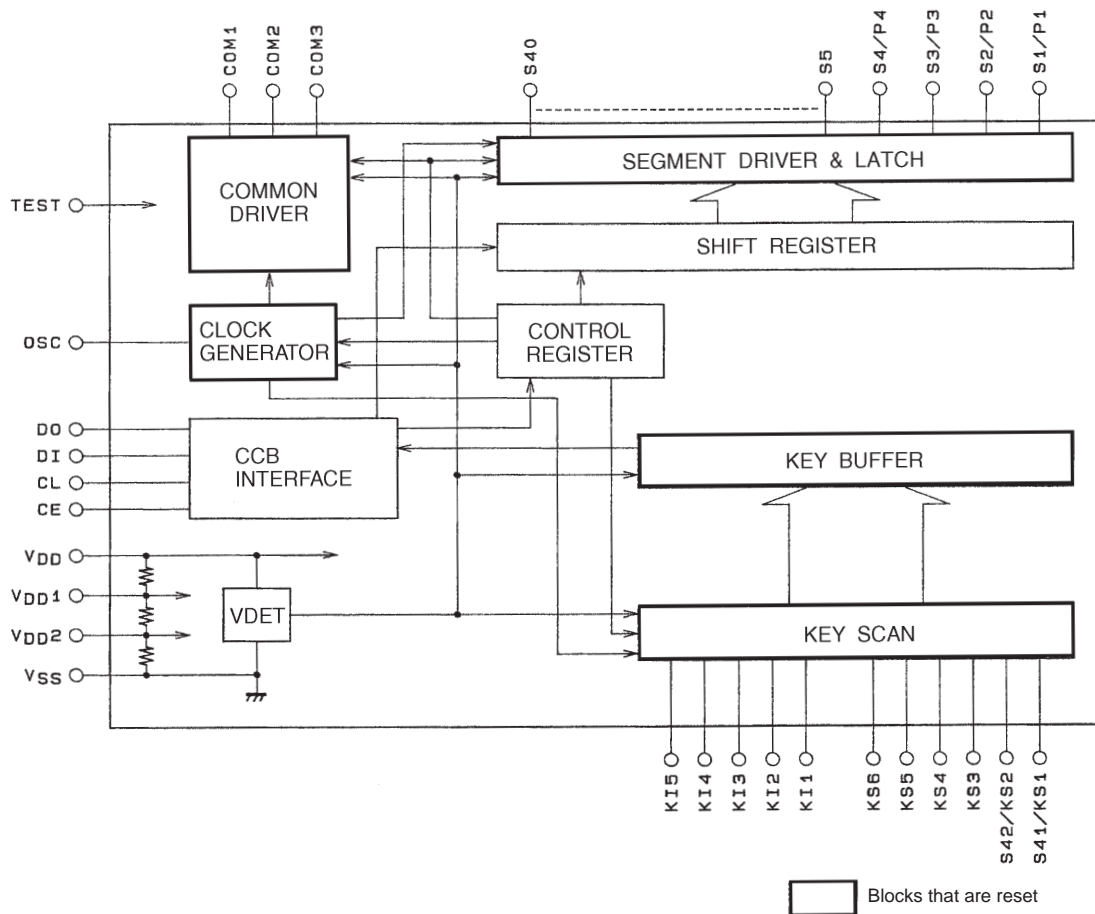 COM1
COM2
COM3
S40
S5
S4/P4
S3/P3
S2/P2
S1/P1
COMMON
DRIVER
SEGMENT DRIVER & LATCH
TEST
SHIFT REGISTER
OSC
CLOCK
GENERATOR
CONTROL
REGISTER
DO
DI
CL
CE
CCB
INTERFACE
KEY BUFFER
VDD
VDD1
VDD2
VSS
VDET
KEY SCAN
KI5
KI4
KI3
KI2
KI1
KS6
KS5
KS4
KS3
S42/KS2
S41/KS1
Blocks that are reset